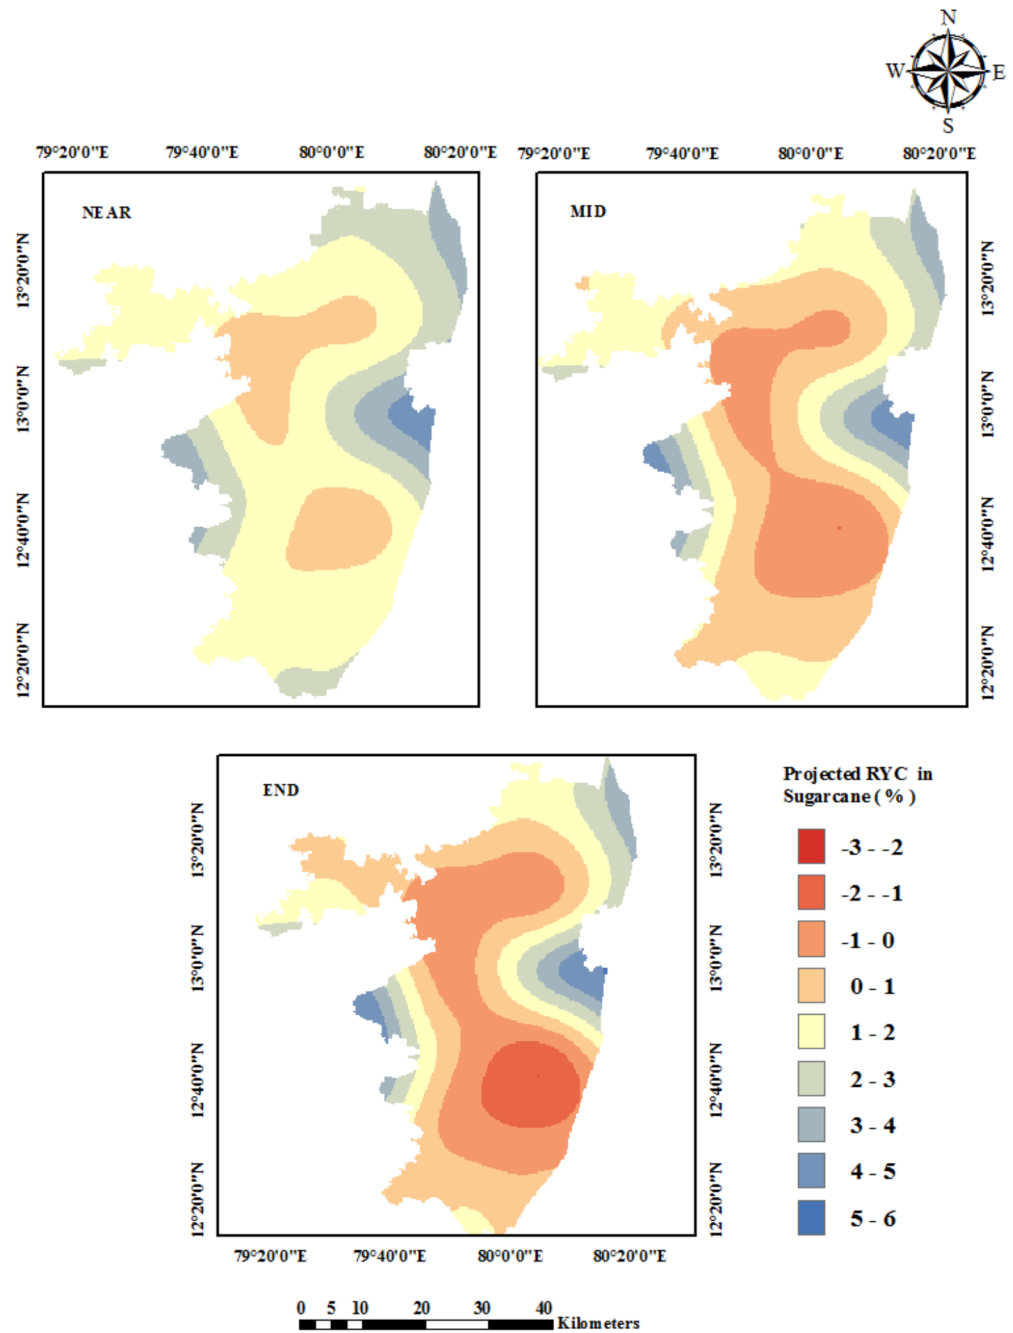 N
W E
S
79°20'0"E 79°40'0"E 80°0'0"E 80°20'0"E 79°20'0"E 79°40'0"E 80°0'0"E 80°20'0"E
NEAR
MID
13°20'0"N
13°0'0"N
12°40'0"N
12°20'0"N
13°20'0"N
13°0'0"N
12°40'0"N
12°20'0"N
END
13°20'0"N
13°0'0"N
12°40'0"N
12°20'0"N
13°20'0"N
13°0'0"N
12°40'0"N
12°20'0"N
79°20'0"E 79°40'0"E 80°0'0"E 80°20'0"E
Projected RYC in
Sugarcane ( % )
-3 - -2
-2 - -1
-1 - 0
0 - 1
1 - 2
2 - 3
3 - 4
4 - 5
5 - 6
0 5 10 20 30 40
Kilometers